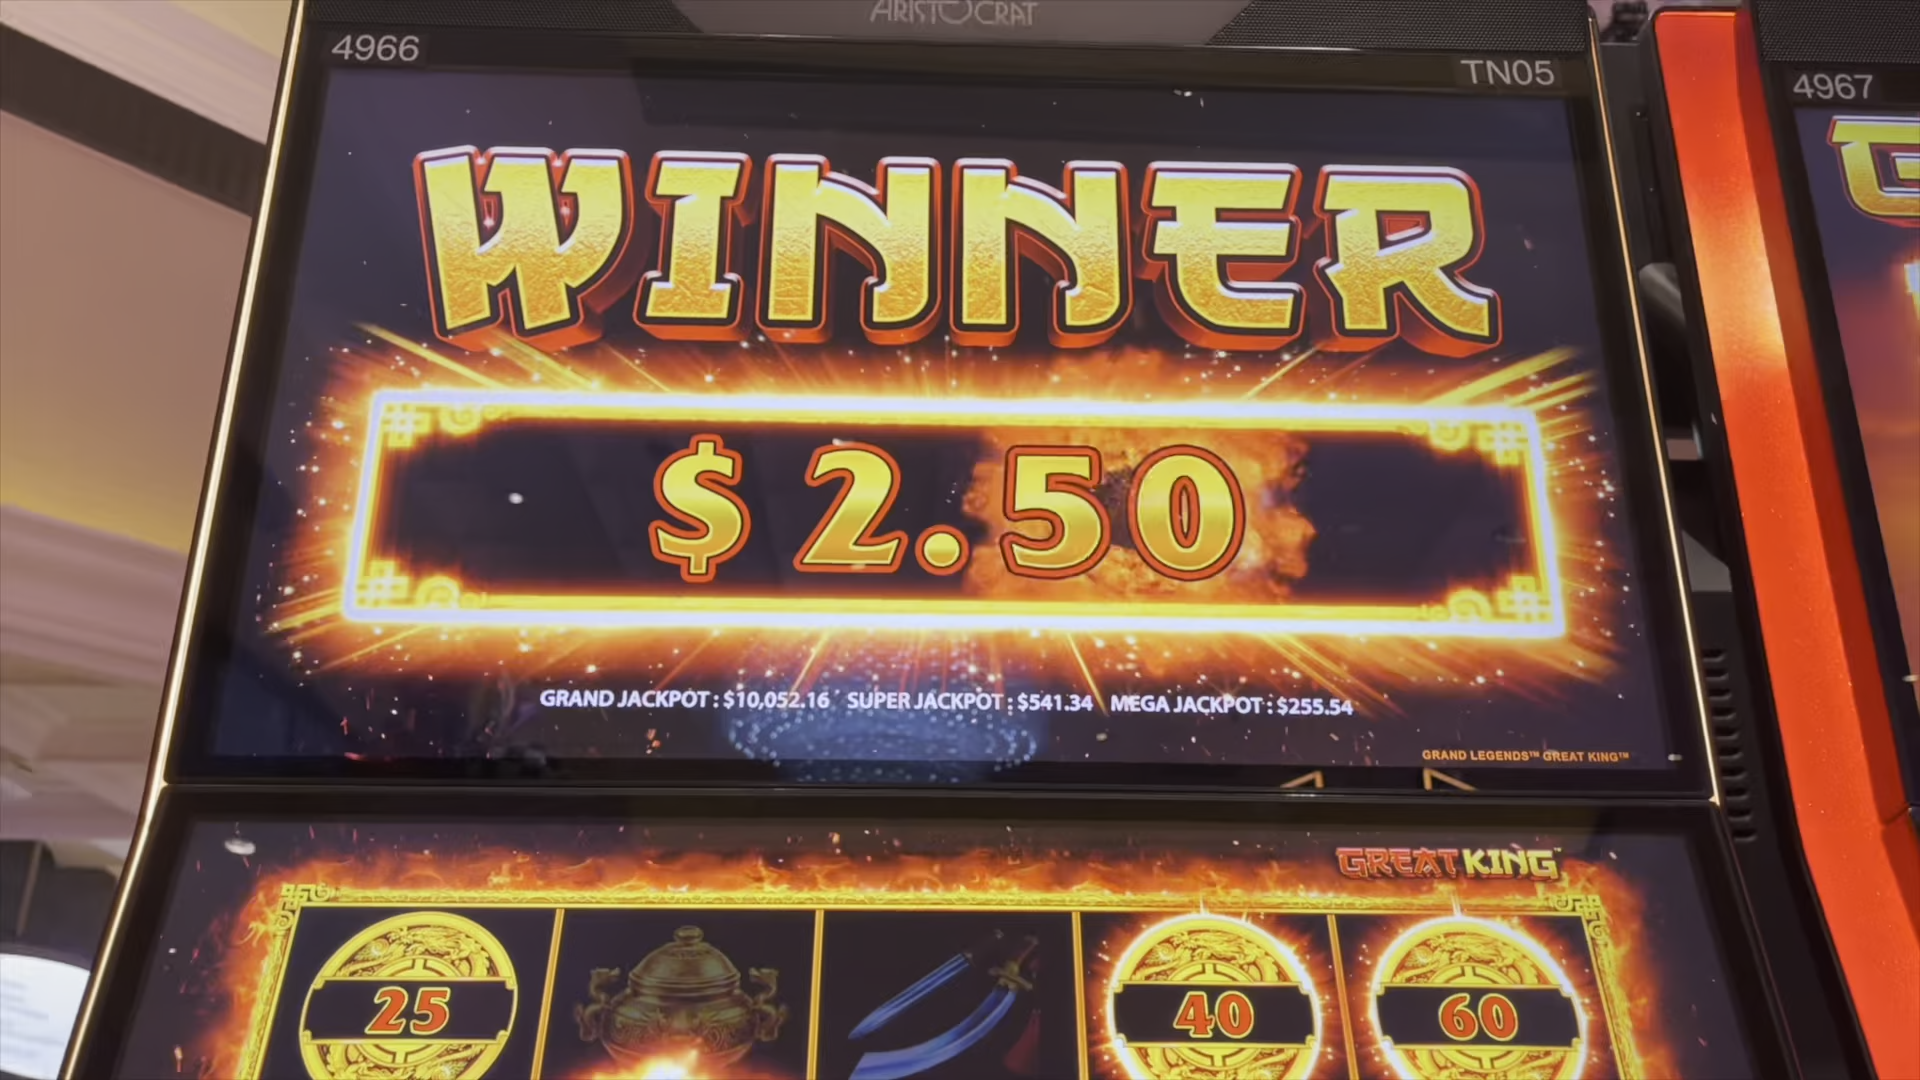 ARISTOCRAT
4966
TN05
4967
WINNER
$2.50
GRAND JACKPOT : $10,052.16 SUPER JACKPOT : $541.34 MEGA JACKPOT : $255.54
GRAND LEGENDS™ GREAT KING™
GREAT KING™
25
40
60